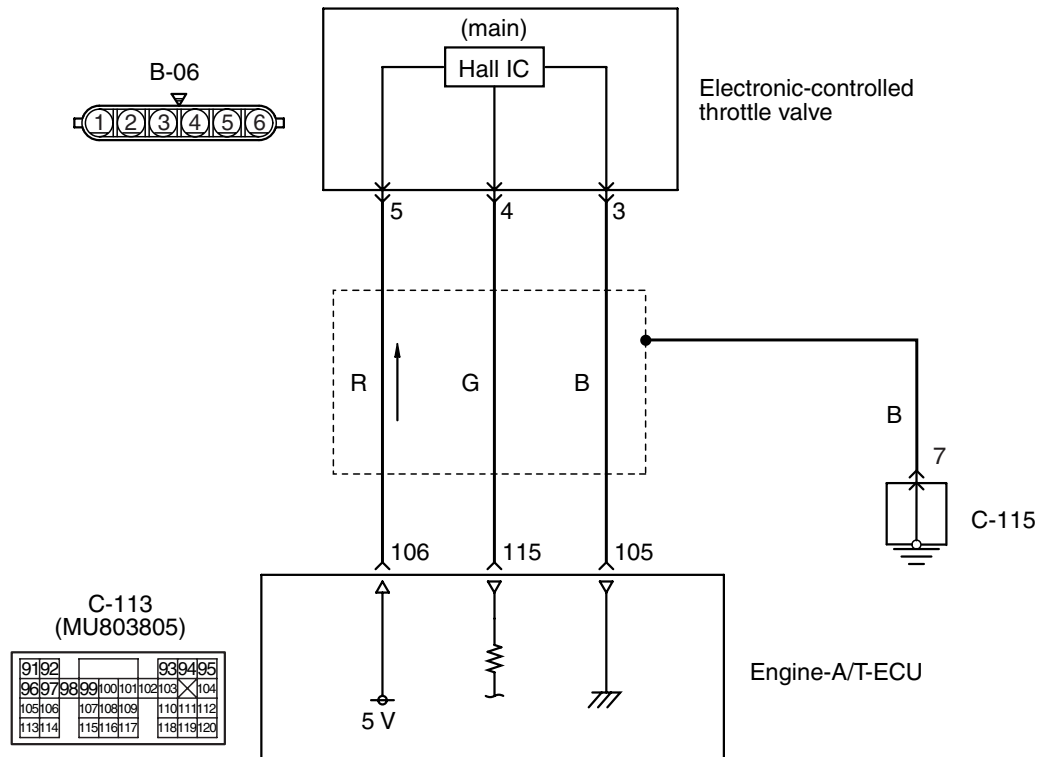 (main)
Hall IC
B-06
1 2 3 4 5 6
Electronic-controlled
throttle valve
5 4 3
R G B
B
7
C-115
106 115 105
C-113
(MU803805)
91 92 93 94 95
96 97 98 99 100 101 102 103 104
105 106 107 108 109 110 111 112
113 114 115 116 117 118 119 120
5 V
Engine-A/T-ECU